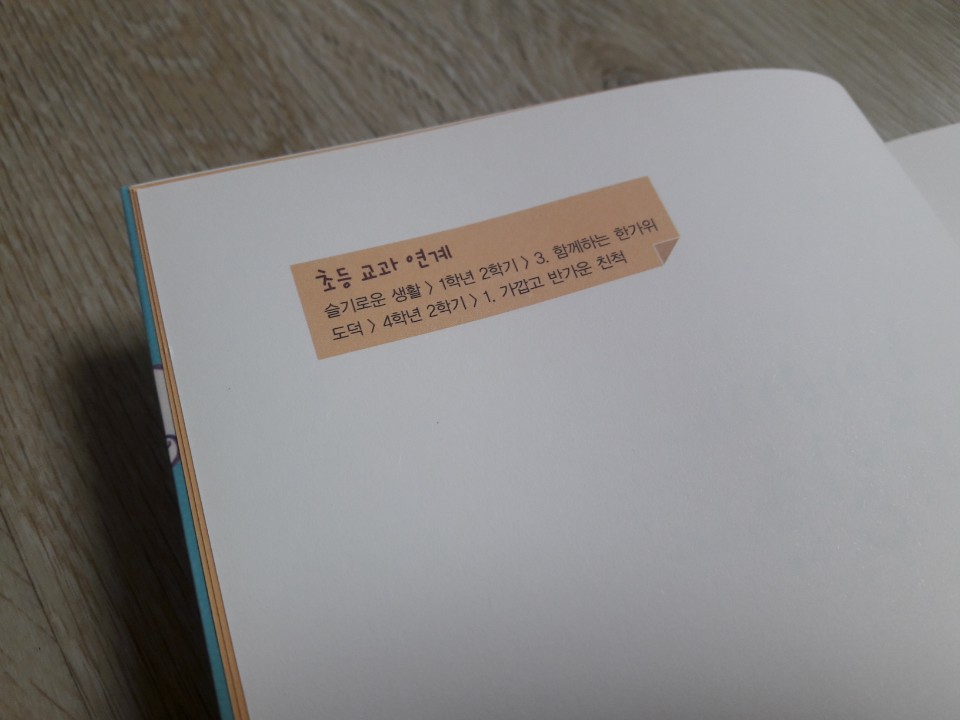 초등 교과 연계
슬기로운 생활 > 1학년 2학기 > 3. 함께하는 한가위
도덕 > 4학년 2학기 > 1. 가깝고 반가운 친척